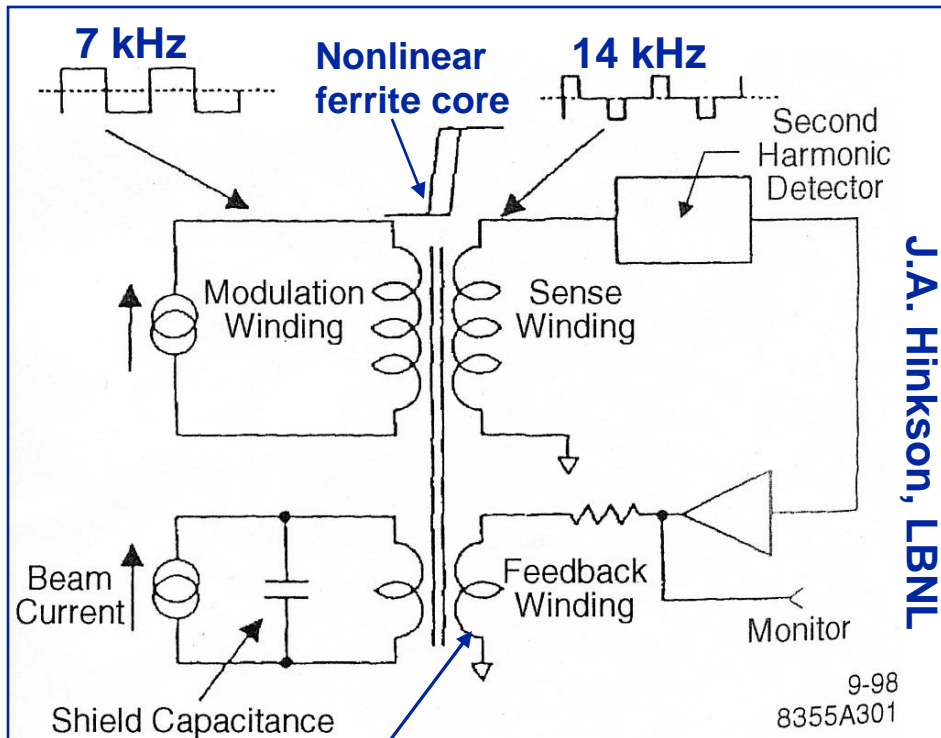 7 kHz
Nonlinear
ferrite core
14 kHz
Second
Harmonic
Detector
Modulation
Winding
Sense
Winding
J.A. Hinkson, LBNL
Beam
Current
Feedback
Winding
Monitor
Shield Capacitance
9-98
8355A301